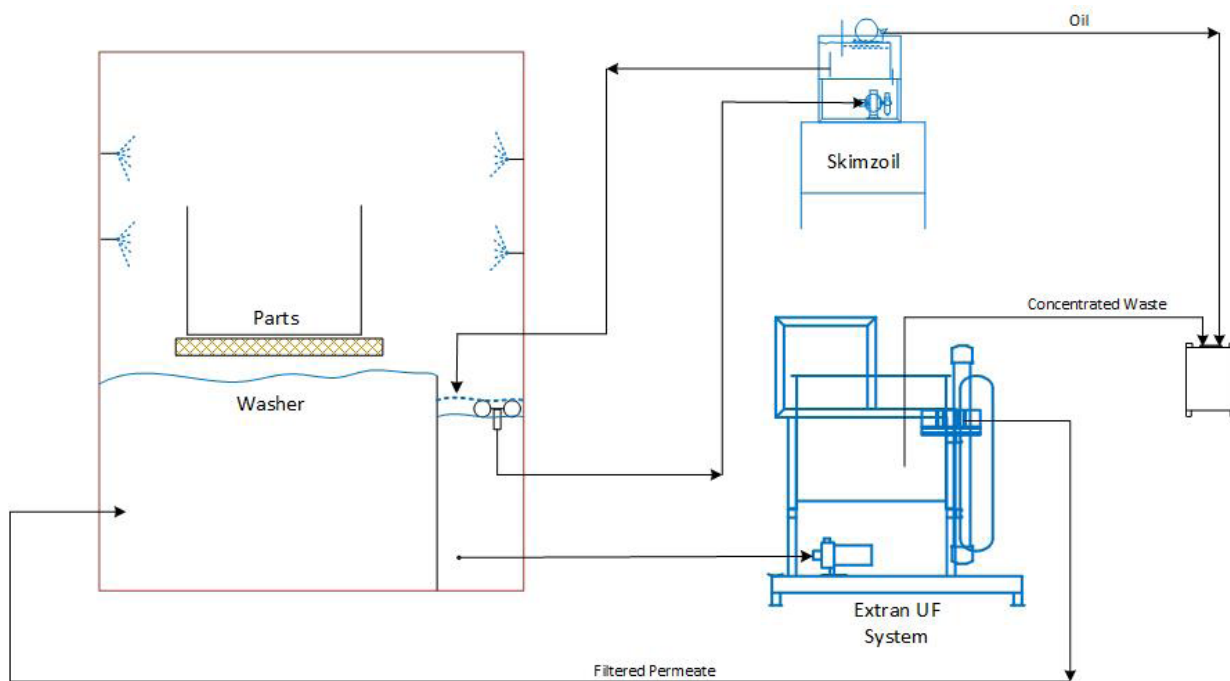 Oil
Skimzoil
Parts
Concentrated Waste
Washer
Extran UF
System
Filtered Permeate